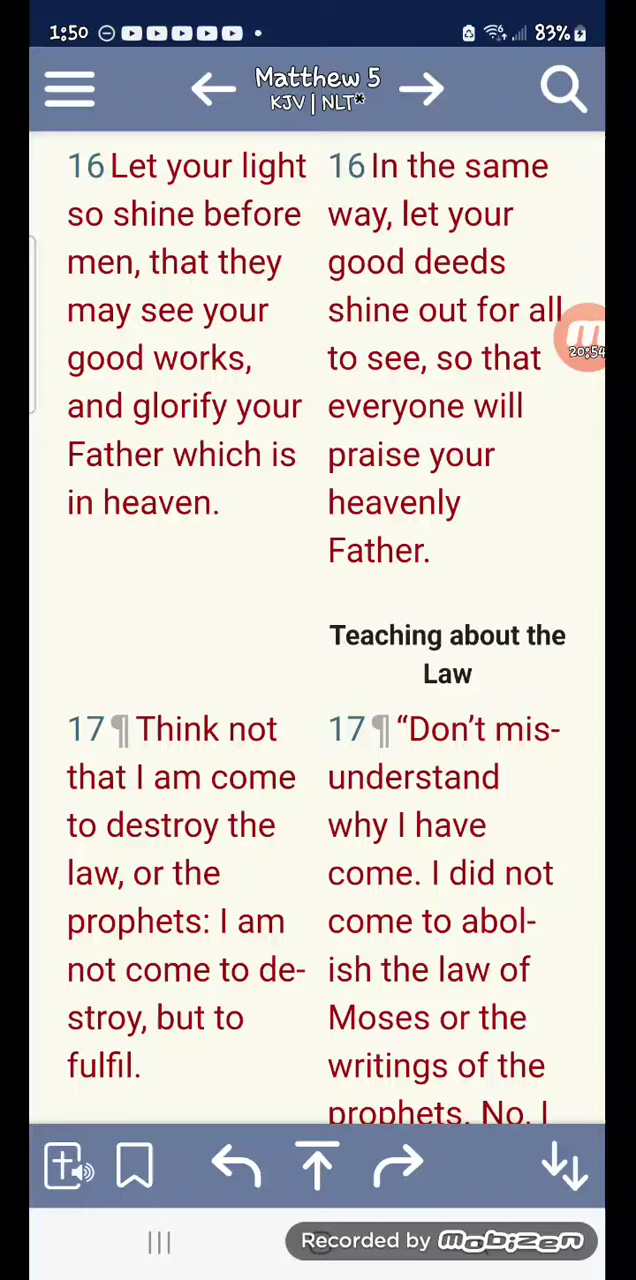 1:50 83%
Matthew 5
KJV | NLT*
16 Let your light
so shine before
men, that they
may see your
good works,
and glorify your
Father which is
in heaven.
16 In the same
way, let your
good deeds
shine out for all
to see, so that
everyone will
praise your
heavenly
Father.
20:54
Teaching about the
Law
17 ¶ Think not
that I am come
to destroy the
law, or the
prophets: I am
not come to de-
stroy, but to
fulfil.
17 ¶ “Don’t mis-
understand
why I have
come. I did not
come to abol-
ish the law of
Moses or the
writings of the
prophets. No, I
Recorded by mobizen